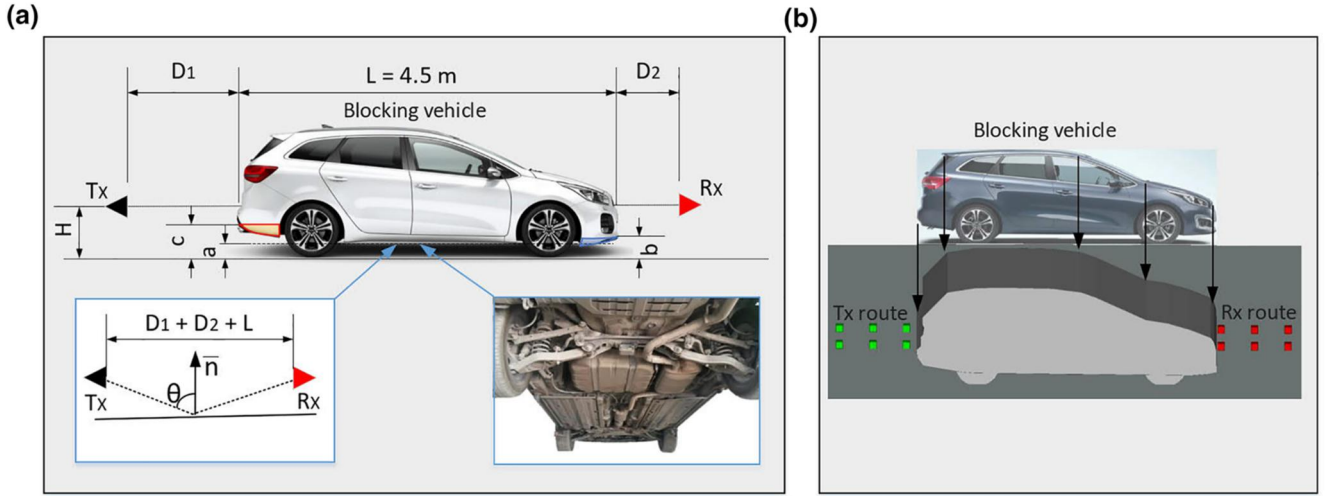 (a)
D1
L = 4.5 m
D2
Blocking vehicle
Tx
Rx
H
c
a
b
D1 + D2 + L
n
θ
Tx
Rx
(b)
Blocking vehicle
Tx route
Rx route